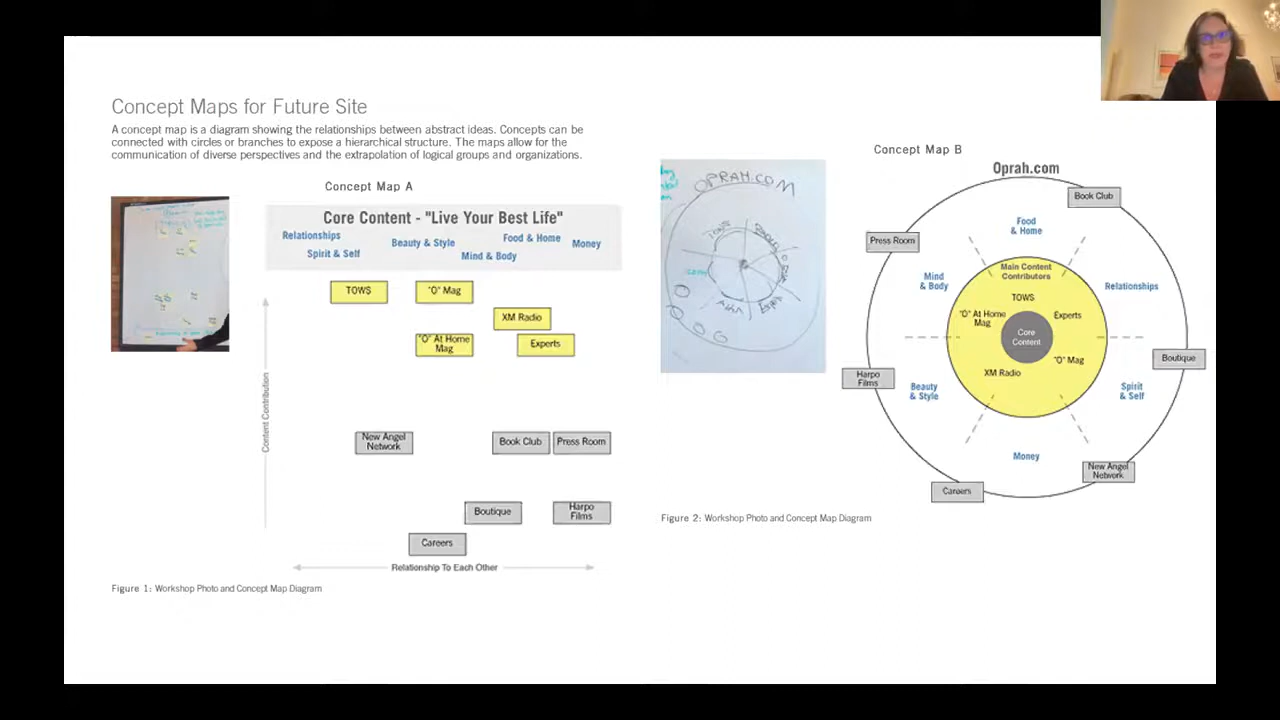 Concept Maps for Future Site
A concept map is a diagram showing the relationships between abstract ideas. Concepts can be
connected with circles or branches to expose a hierarchical structure. The maps allow for the
communication of diverse perspectives and the extrapolation of logical groups and organizations.
Concept Map A
Core Content - "Live Your Best Life"
Relationships
Spirit & Self
Beauty & Style
Mind & Body
Food & Home
Money
TOWS
"O" Mag
XM Radio
"O" At Home
Mag
Experts
New Angel
Network
Book Club
Press Room
Boutique
Harpo
Films
Careers
Content Contribution
Relationship To Each Other
Figure 1: Workshop Photo and Concept Map Diagram
OPRAH.COM
TOWS
Concept Map B
Oprah.com
Book Club
Press Room
Food
& Home
Mind
& Body
Relationships
Main Content
Contributors
TOWS
"O" At Home
Mag
Experts
Core
Content
"O" Mag
XM Radio
Boutique
Harpo
Films
Beauty
& Style
Spirit
& Self
Money
New Angel
Network
Careers
Figure 2: Workshop Photo and Concept Map Diagram